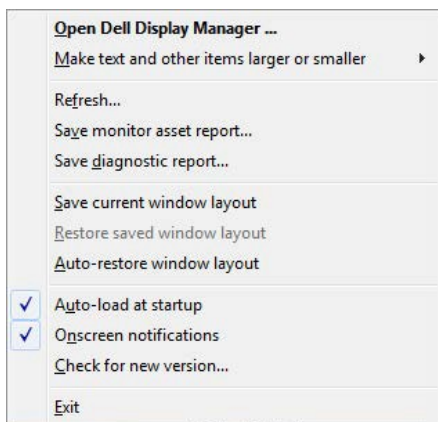 Open Dell Display Manager ...
Make text and other items larger or smaller
Refresh...
Save monitor asset report...
Save diagnostic report...
Save current window layout
Restore saved window layout
Auto-restore window layout
Auto-load at startup
Onscreen notifications
Check for new version...
Exit